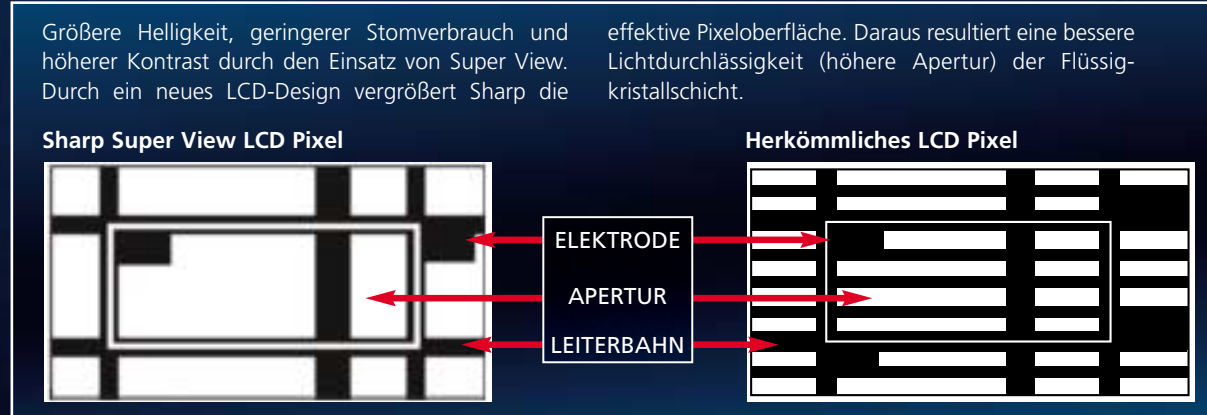 Größere Helligkeit, geringerer Stomverbrauch und
höherer Kontrast durch den Einsatz von Super View.
Durch ein neues LCD-Design vergrößert Sharp die
effektive Pixeloberfläche. Daraus resultiert eine bessere
Lichtdurchlässigkeit (höhere Apertur) der Flüssig-
kristallschicht.
Sharp Super View LCD Pixel
Herkömmliches LCD Pixel
ELEKTRODE
APERTUR
LEITERBAHN